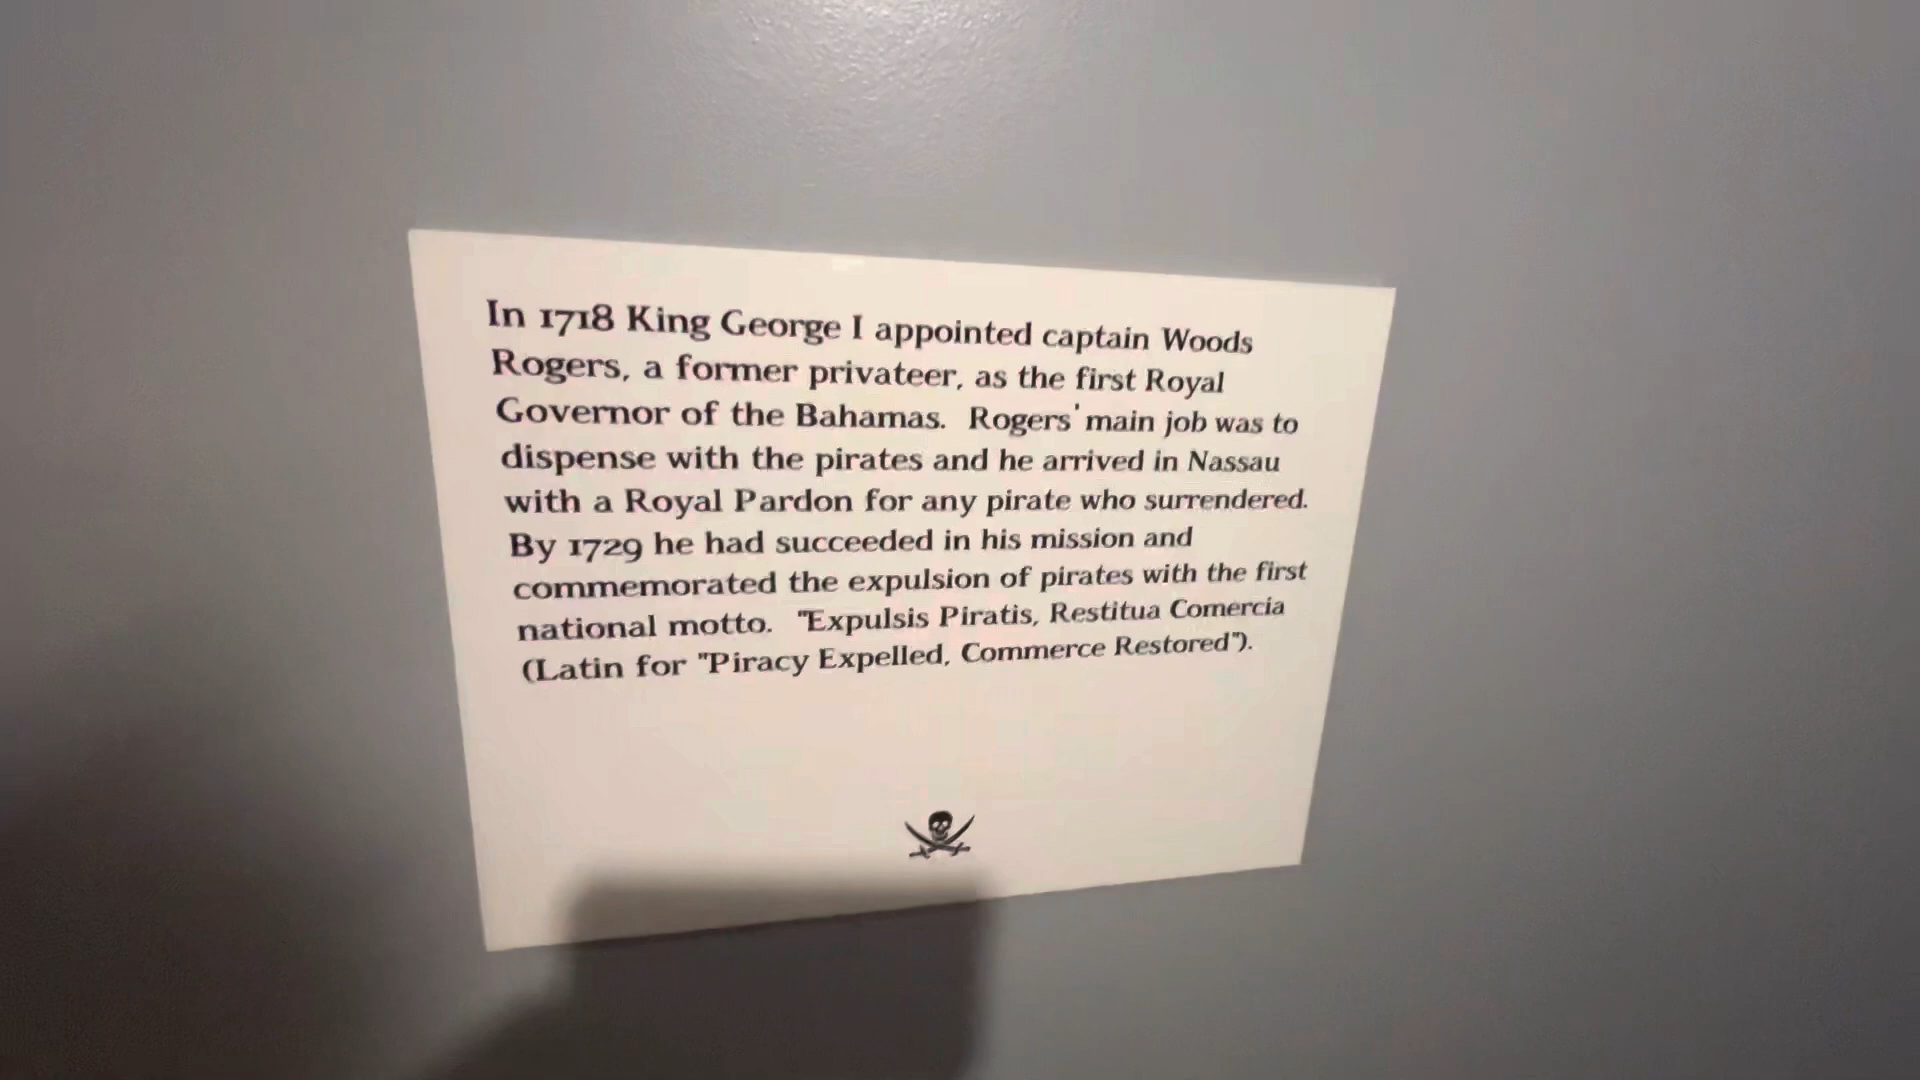 In 1718 King George I appointed captain Woods
Rogers, a former privateer, as the first Royal
Governor of the Bahamas.  Rogers' main job was to
dispense with the pirates and he arrived in Nassau
with a Royal Pardon for any pirate who surrendered.
By 1729 he had succeeded in his mission and
commemorated the expulsion of pirates with the first
national motto.  "Expulsis Piratis, Restitua Comercia
(Latin for "Piracy Expelled, Commerce Restored").